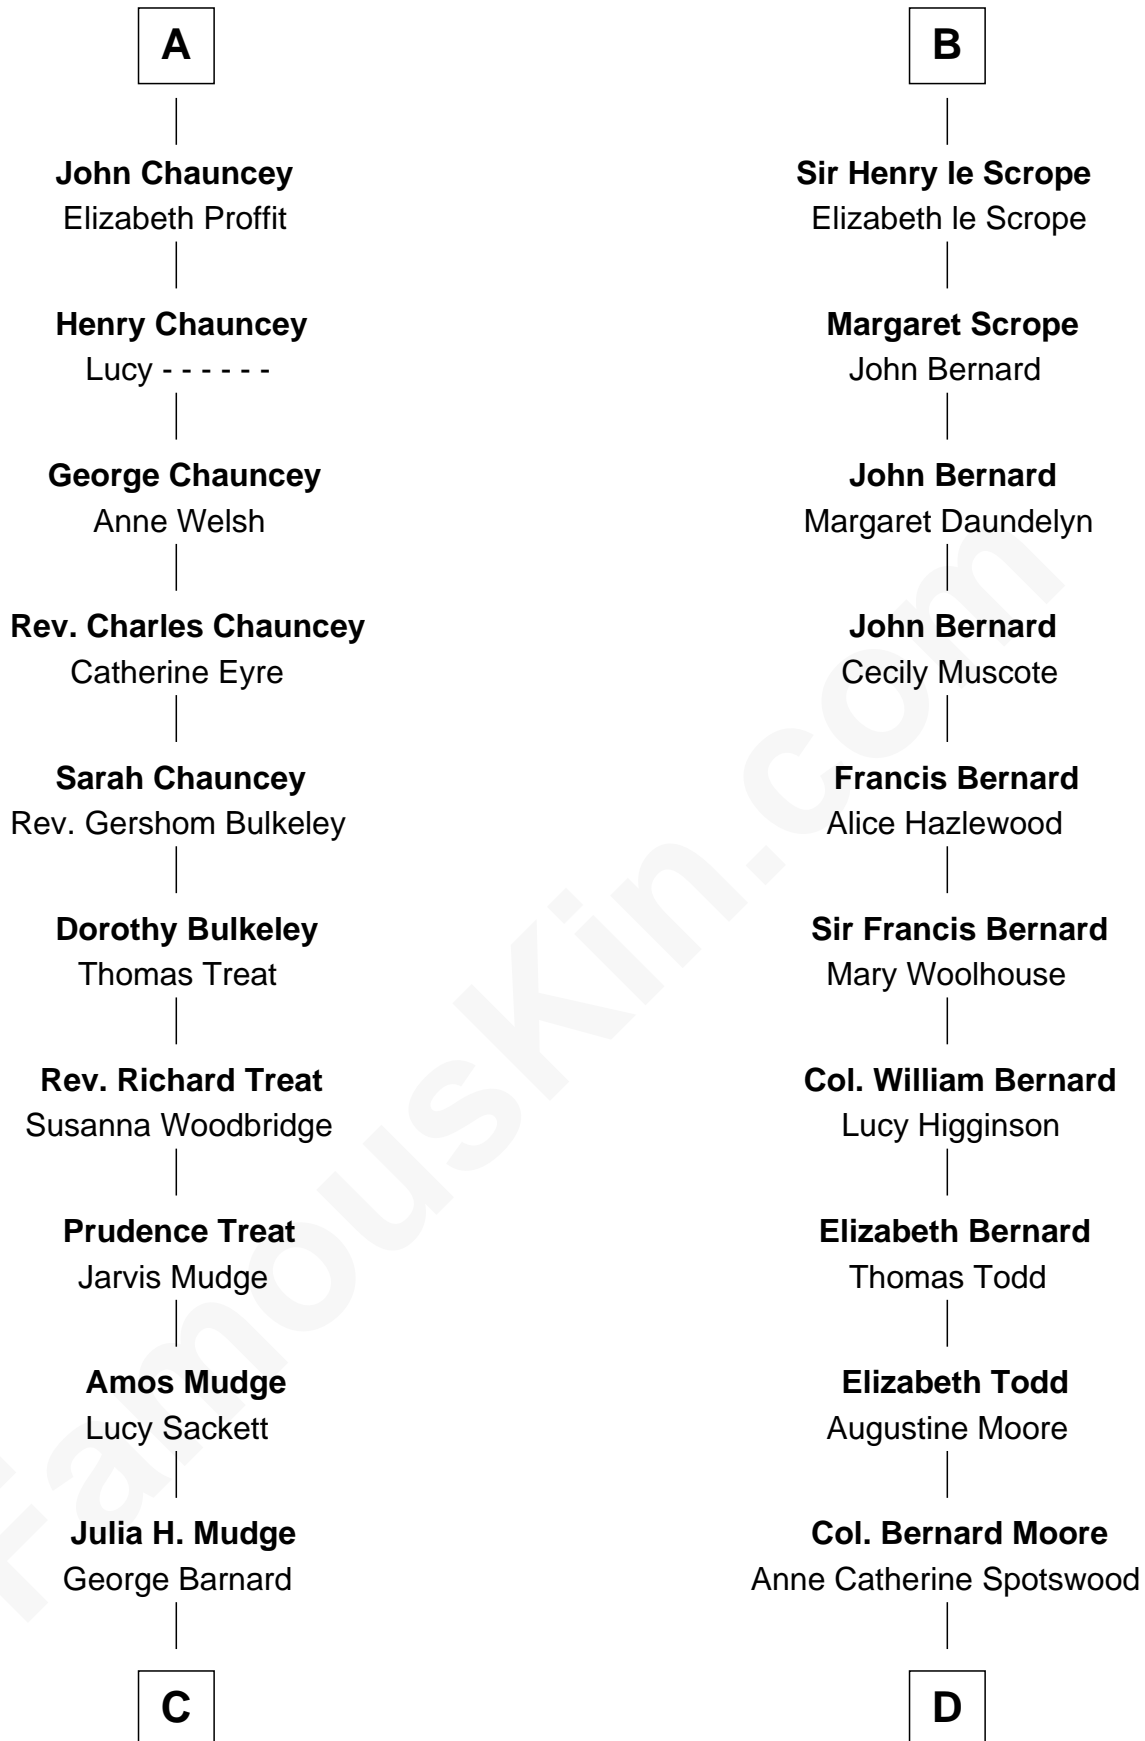 A
John Chauncey
Elizabeth Proffit
Henry Chauncey
Lucy - - - - - -
George Chauncey
Anne Welsh
Rev. Charles Chauncey
Catherine Eyre
Sarah Chauncey
Rev. Gershom Bulkeley
Dorothy Bulkeley
Thomas Treat
Rev. Richard Treat
Susanna Woodbridge
Prudence Treat
Jarvis Mudge
Amos Mudge
Lucy Sackett
Julia H. Mudge
George Barnard
C
B
Sir Henry le Scrope
Elizabeth le Scrope
Margaret Scrope
John Bernard
John Bernard
Margaret Daundelyn
John Bernard
Cecily Muscote
Francis Bernard
Alice Hazlewood
Sir Francis Bernard
Mary Woolhouse
Col. William Bernard
Lucy Higginson
Elizabeth Bernard
Thomas Todd
Elizabeth Todd
Augustine Moore
Col. Bernard Moore
Anne Catherine Spotswood
D
FamousKin.com